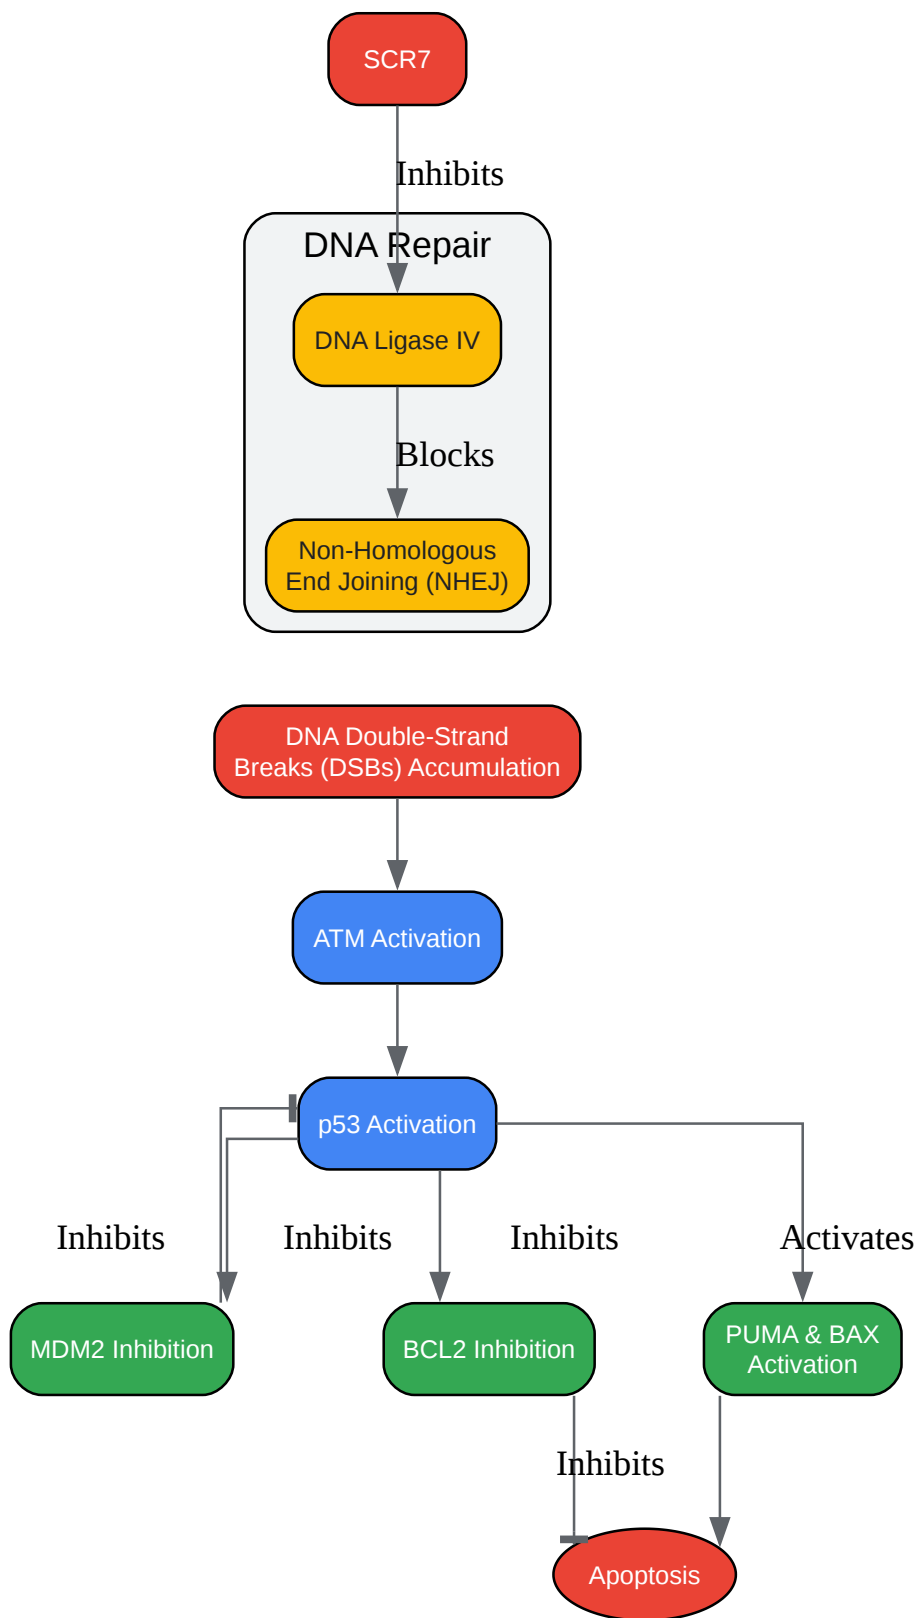 SCR7
Inhibits
DNA Repair
DNA Ligase IV
Blocks
Non-Homologous
End Joining (NHEJ)
DNA Double-Strand
Breaks (DSBs) Accumulation
ATM Activation
p53 Activation
Inhibits
Inhibits
Inhibits
Activates
MDM2 Inhibition
BCL2 Inhibition
PUMA & BAX
Activation
Inhibits
Apoptosis